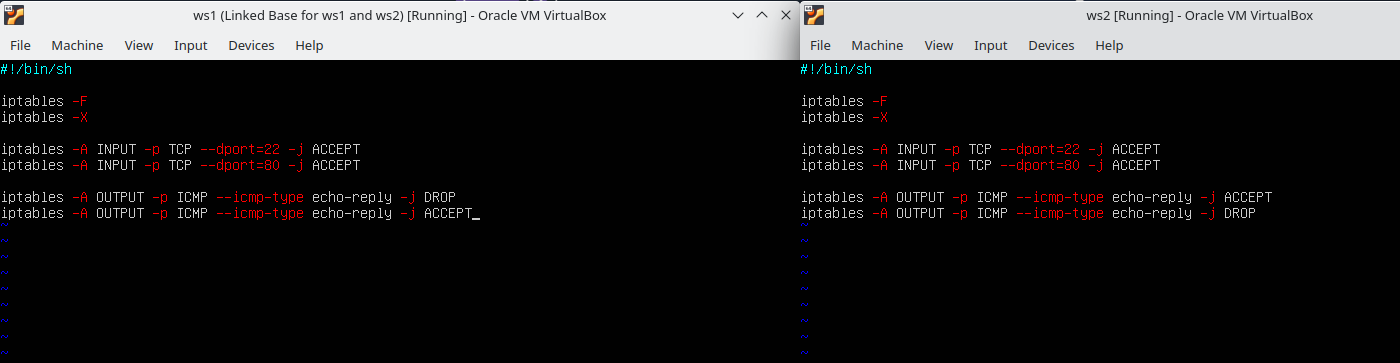 ws1 (Linked Base for ws1 and ws2) [Running] - Oracle VM VirtualBox
File Machine View Input Devices Help
#!/bin/sh
iptables -F
iptables -X
iptables -A INPUT -p TCP --dport=22 -j ACCEPT
iptables -A INPUT -p TCP --dport=80 -j ACCEPT
iptables -A OUTPUT -p ICMP --icmp-type echo-reply -j DROP
iptables -A OUTPUT -p ICMP --icmp-type echo-reply -j ACCEPT
~
~
~
~
~
~
~
~
~
ws2 [Running] - Oracle VM VirtualBox
File Machine View Input Devices Help
#!/bin/sh
iptables -F
iptables -X
iptables -A INPUT -p TCP --dport=22 -j ACCEPT
iptables -A INPUT -p TCP --dport=80 -j ACCEPT
iptables -A OUTPUT -p ICMP --icmp-type echo-reply -j ACCEPT
iptables -A OUTPUT -p ICMP --icmp-type echo-reply -j DROP
~
~
~
~
~
~
~
~
~